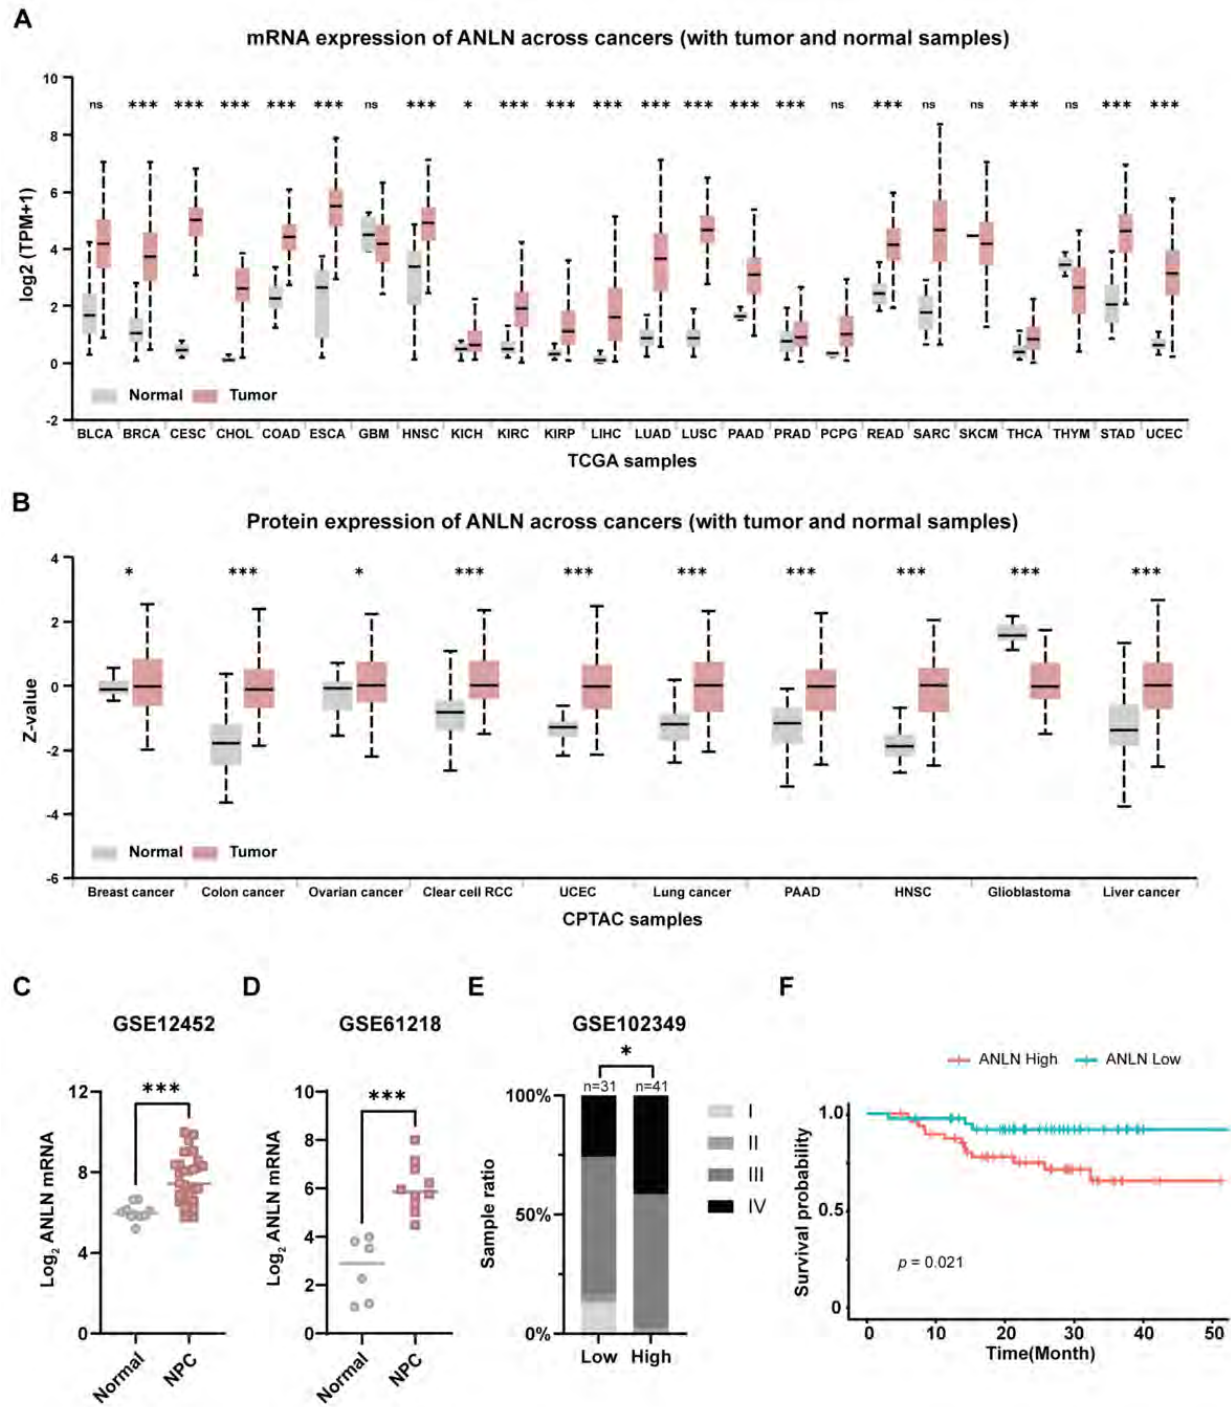 A
mRNA expression of ANLN across cancers (with tumor and normal samples)
log2 (TPM+1)
10
8
6
4
2
0
-2
ns *** *** *** *** *** ns *** * *** *** *** *** *** *** *** ns *** ns ns *** ns *** ***
Normal Tumor
BLCA BRCA CESC CHOL COAD ESCA GBM HNSC KICH KIRC KIRP LIHC LUAD LUSC PAAD PRAD PCPG READ SARC SKCM THCA THYM STAD UCEC
TCGA samples
B
Protein expression of ANLN across cancers (with tumor and normal samples)
Z-value
4
2
0
-2
-4
-6
* *** * *** *** *** *** *** *** ***
Normal Tumor
Breast cancer Colon cancer Ovarian cancer Clear cell RCC UCEC Lung cancer PAAD HNSC Glioblastoma Liver cancer
CPTAC samples
C
GSE12452
***
Log2 ANLN mRNA
12
8
4
0
Normal NPC
D
GSE61218
***
Log2 ANLN mRNA
10
8
6
4
2
0
Normal NPC
E
GSE102349
*
n=31 n=41
Sample ratio
100%
50%
0%
Low High
I
II
III
IV
F
ANLN High ANLN Low
Survival probability
1.0
0.5
0
p = 0.021
0 10 20 30 40 50
Time(Month)